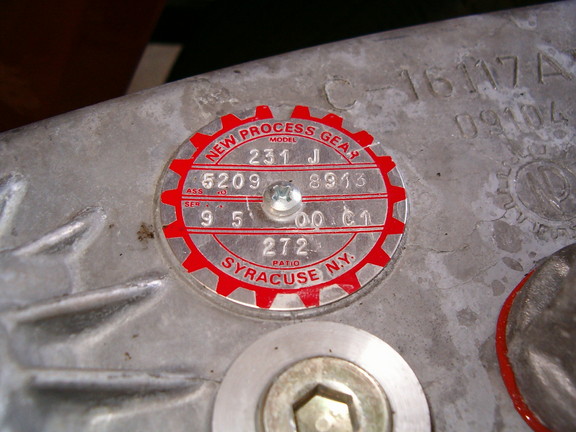 C-16117A
09104
NEW PROCESS GEAR
MODEL
231 J
5209 8913
ASS
SER
9 5 00 C1
272
RATIO
SYRACUSE N.Y.